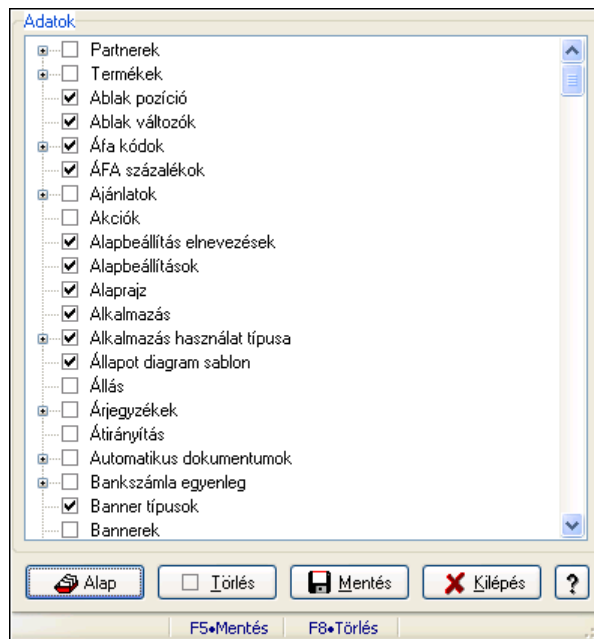 Adatok
Partnerek
Termékek
Ablak pozíció
Ablak változók
Áfa kódok
ÁFA százalékok
Ajánlatok
Akciók
Alapbeállítás elnevezések
Alapbeállítások
Alaprajz
Alkalmazás
Alkalmazás használat típusa
Állapot diagram sablon
Állás
Árjegyzékek
Átirányítás
Automatikus dokumentumok
Bankszámla egyenleg
Banner típusok
Bannerek
Alap Törlés Mentés Kilépés ?
F5•Mentés F8•Törlés